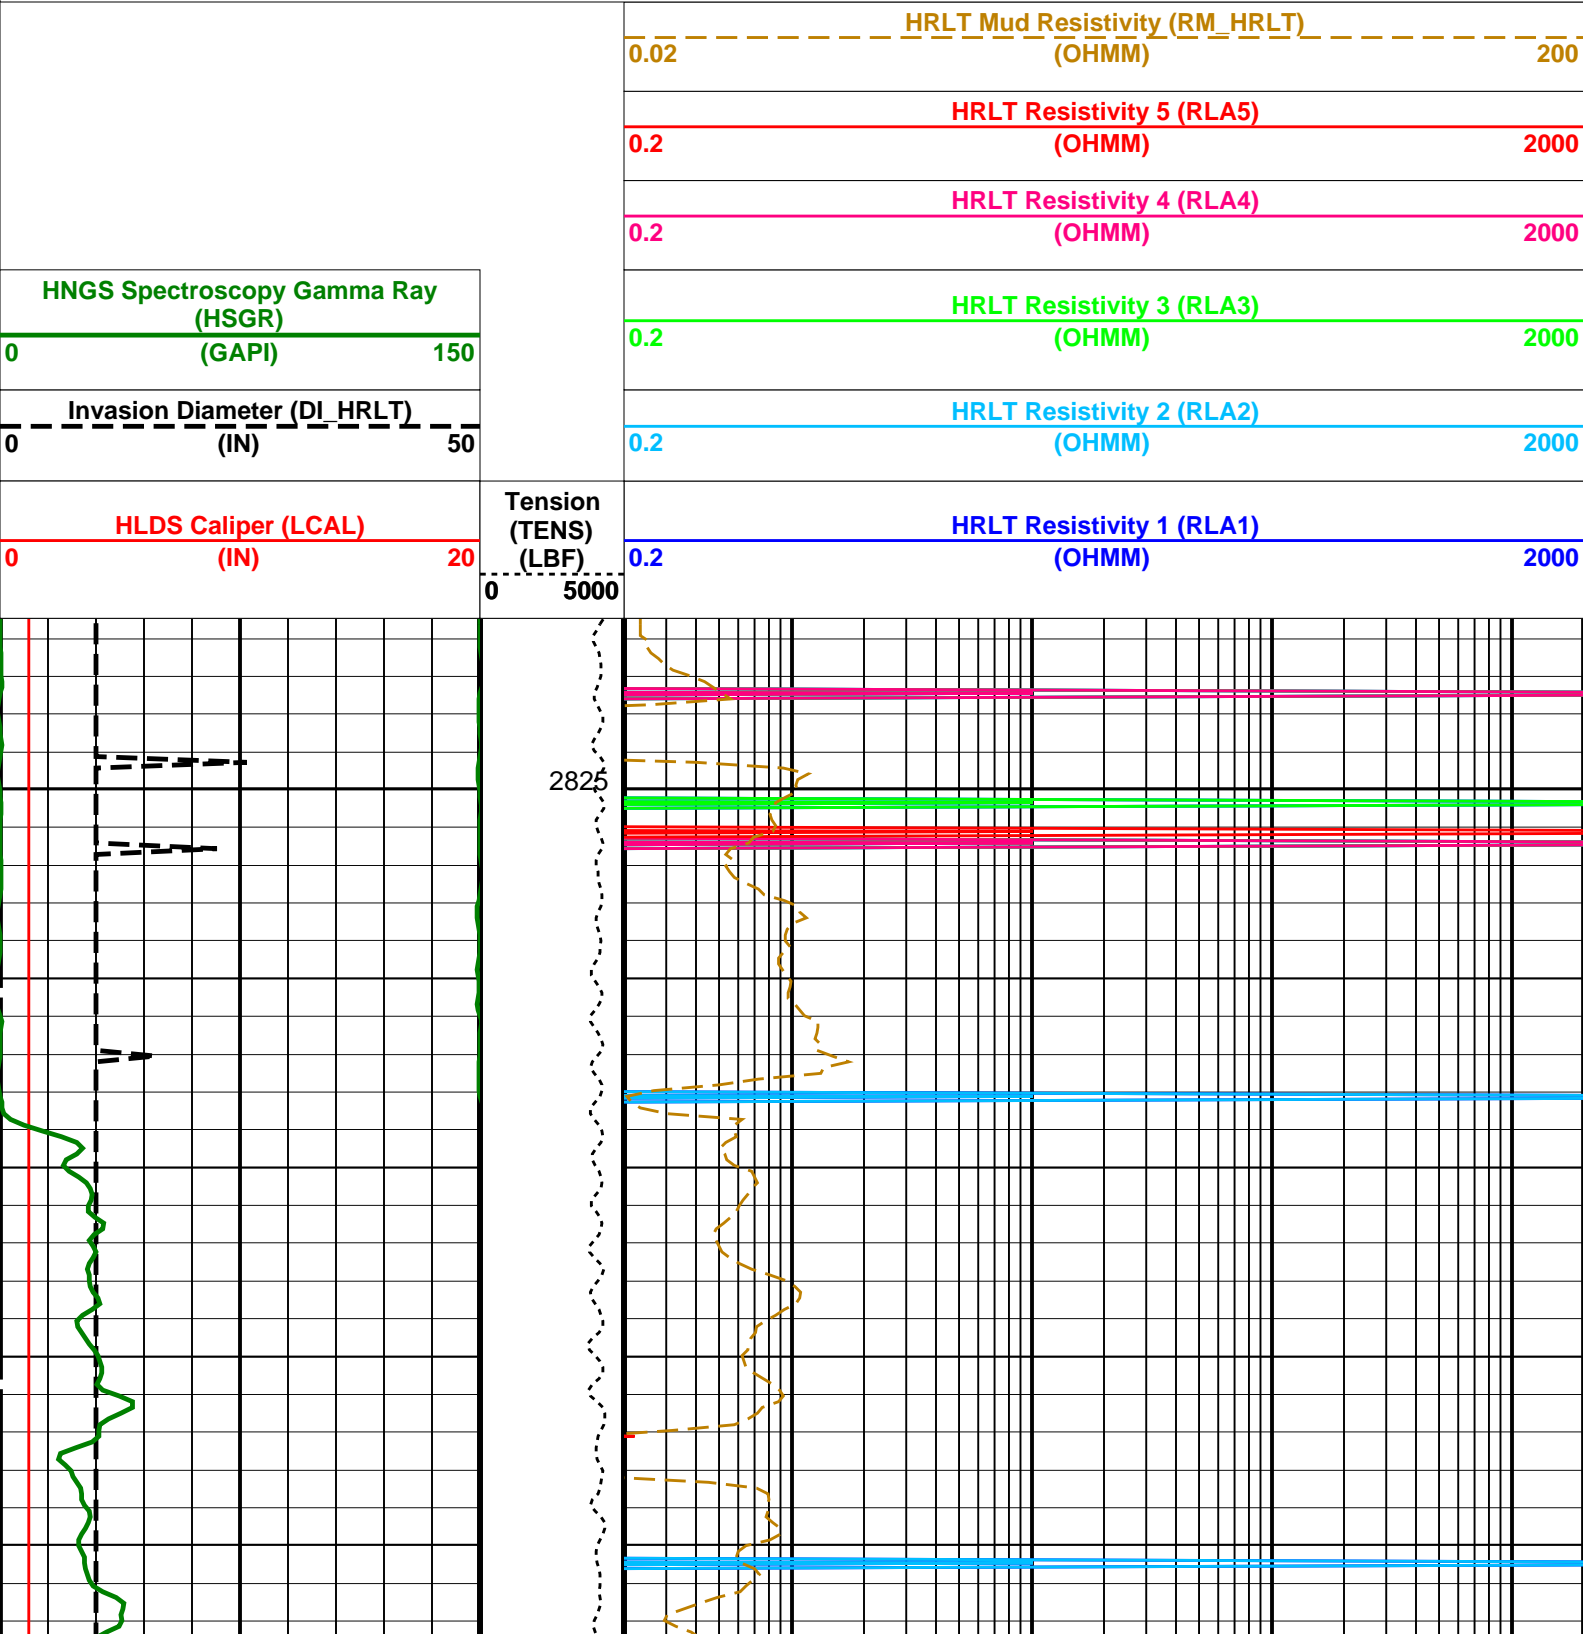 HRLT Mud Resistivity (RM_HRLT)
0.02 (OHMM) 200
HRLT Resistivity 5 (RLA5)
0.2 (OHMM) 2000
HRLT Resistivity 4 (RLA4)
0.2 (OHMM) 2000
HNGS Spectroscopy Gamma Ray
(HSGR)
0 (GAPI) 150
HRLT Resistivity 3 (RLA3)
0.2 (OHMM) 2000
Invasion Diameter (DI_HRLT)
0 (IN) 50
HRLT Resistivity 2 (RLA2)
0.2 (OHMM) 2000
HLDS Caliper (LCAL)
0 (IN) 20
Tension
(TENS)
(LBF)
0 5000
HRLT Resistivity 1 (RLA1)
0.2 (OHMM) 2000
2825